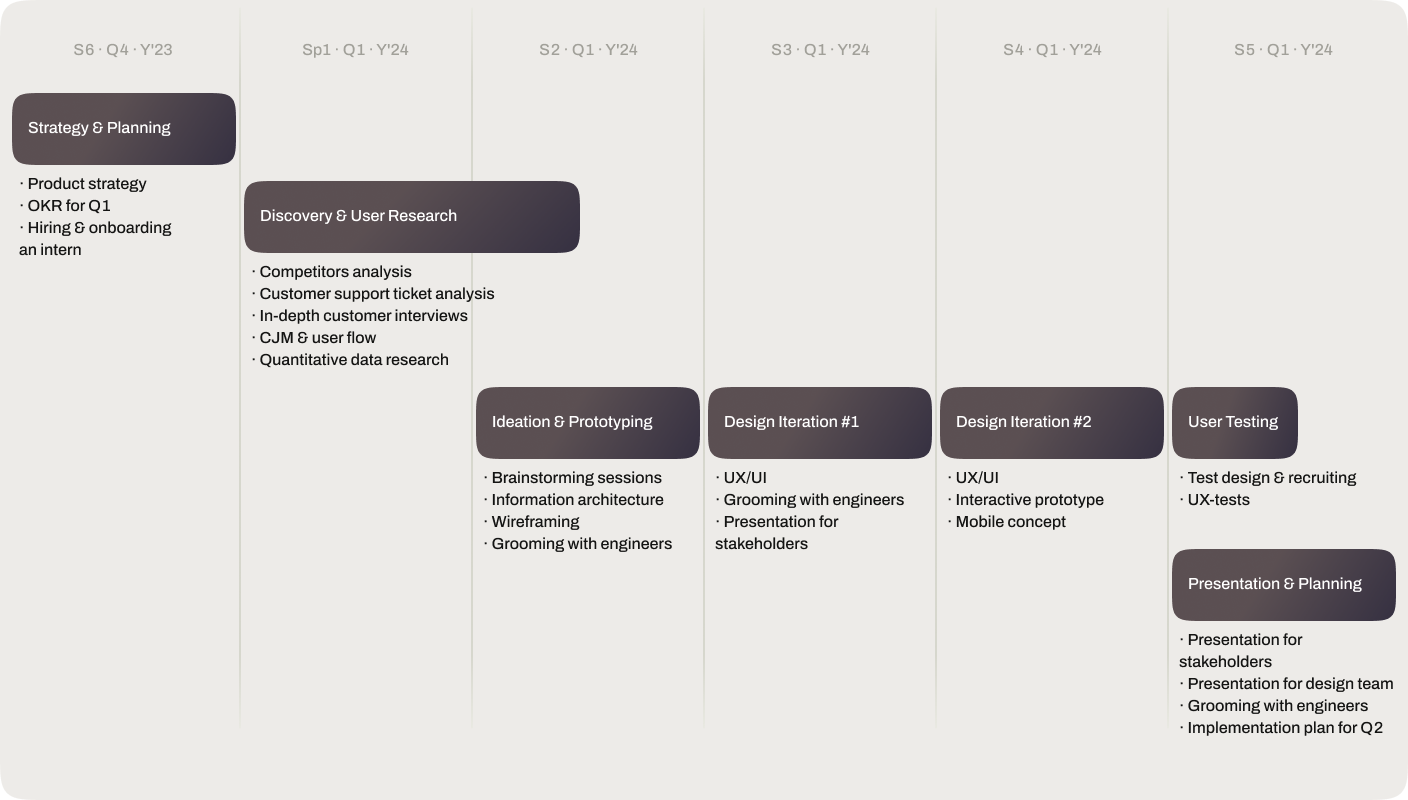 S6 · Q4 · Y'23
Sp1 · Q1 · Y'24
S2 · Q1 · Y'24
S3 · Q1 · Y'24
S4 · Q1 · Y'24
S5 · Q1 · Y'24
Strategy & Planning
· Product strategy
· OKR for Q1
· Hiring & onboarding
an intern
Discovery & User Research
· Competitors analysis
· Customer support ticket analysis
· In-depth customer interviews
· CJM & user flow
· Quantitative data research
Ideation & Prototyping
· Brainstorming sessions
· Information architecture
· Wireframing
· Grooming with engineers
Design Iteration #1
· UX/UI
· Grooming with engineers
· Presentation for
stakeholders
Design Iteration #2
· UX/UI
· Interactive prototype
· Mobile concept
User Testing
· Test design & recruiting
· UX-tests
Presentation & Planning
· Presentation for
stakeholders
· Presentation for design team
· Grooming with engineers
· Implementation plan for Q2